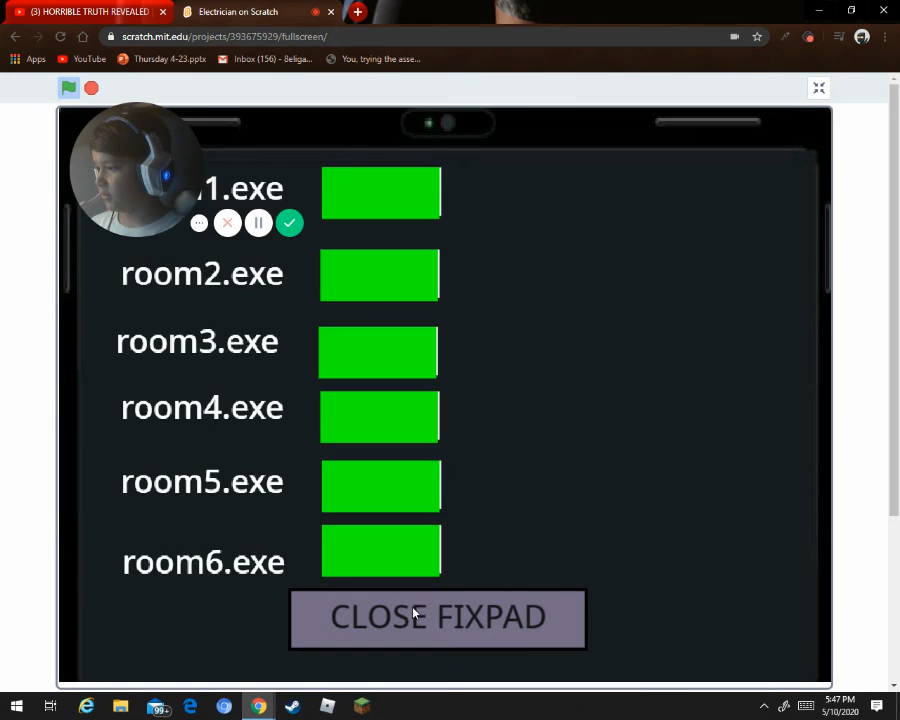 (3) HORRIBLE TRUTH REVEALED
Electrician on Scratch
scratch.mit.edu/projects/393675929/fullscreen/
Apps
YouTube
Thursday 4-23.pptx
Inbox (156) - 8eliga...
You, trying the asse...
1.exe
room2.exe
room3.exe
room4.exe
room5.exe
room6.exe
CLOSE FIXPAD
99+
5:47 PM
5/10/2020